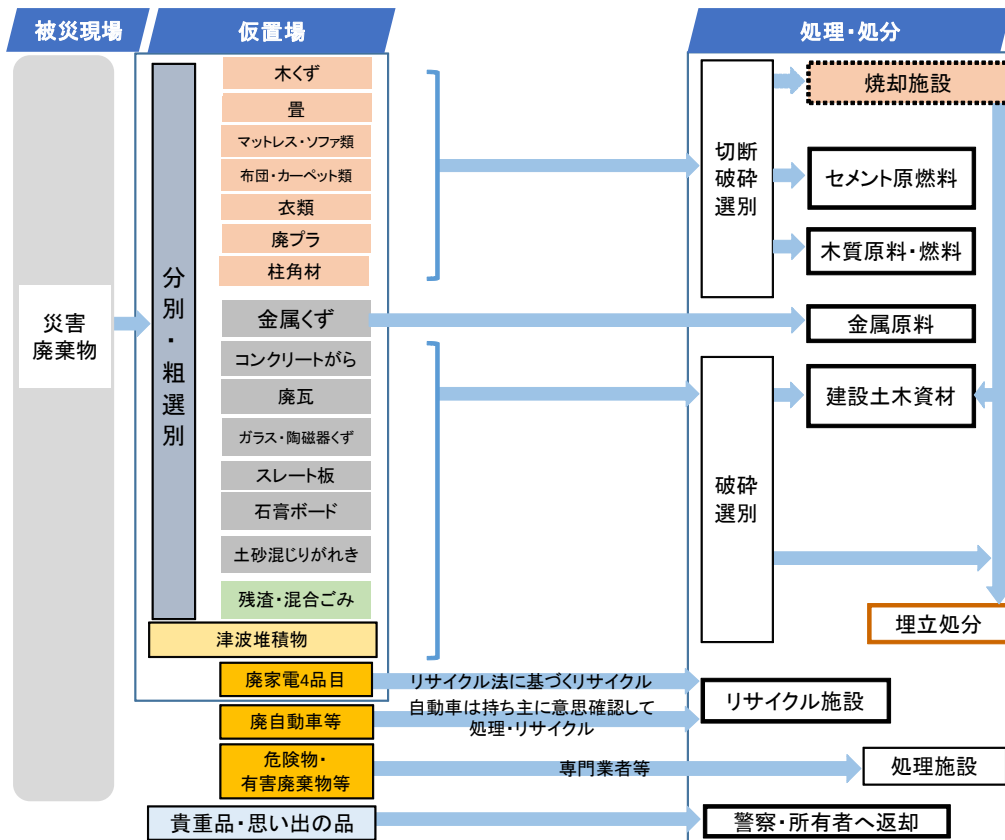 被災現場
仮置場
処理・処分
災害
廃棄物
分別・粗選別
木くず
畳
マットレス・ソファ類
布団・カーペット類
衣類
廃プラ
柱角材
金属くず
コンクリートがら
廃瓦
ガラス・陶磁器くず
スレート板
石膏ボード
土砂混じりがれき
残渣・混合ごみ
津波堆積物
廃家電4品目
廃自動車等
危険物・
有害廃棄物等
貴重品・思い出の品
リサイクル法に基づくリサイクル
自動車は持ち主に意思確認して
処理・リサイクル
専門業者等
切断
破砕
選別
焼却施設
セメント原燃料
木質原料・燃料
金属原料
破砕
選別
建設土木資材
埋立処分
リサイクル施設
処理施設
警察・所有者へ返却